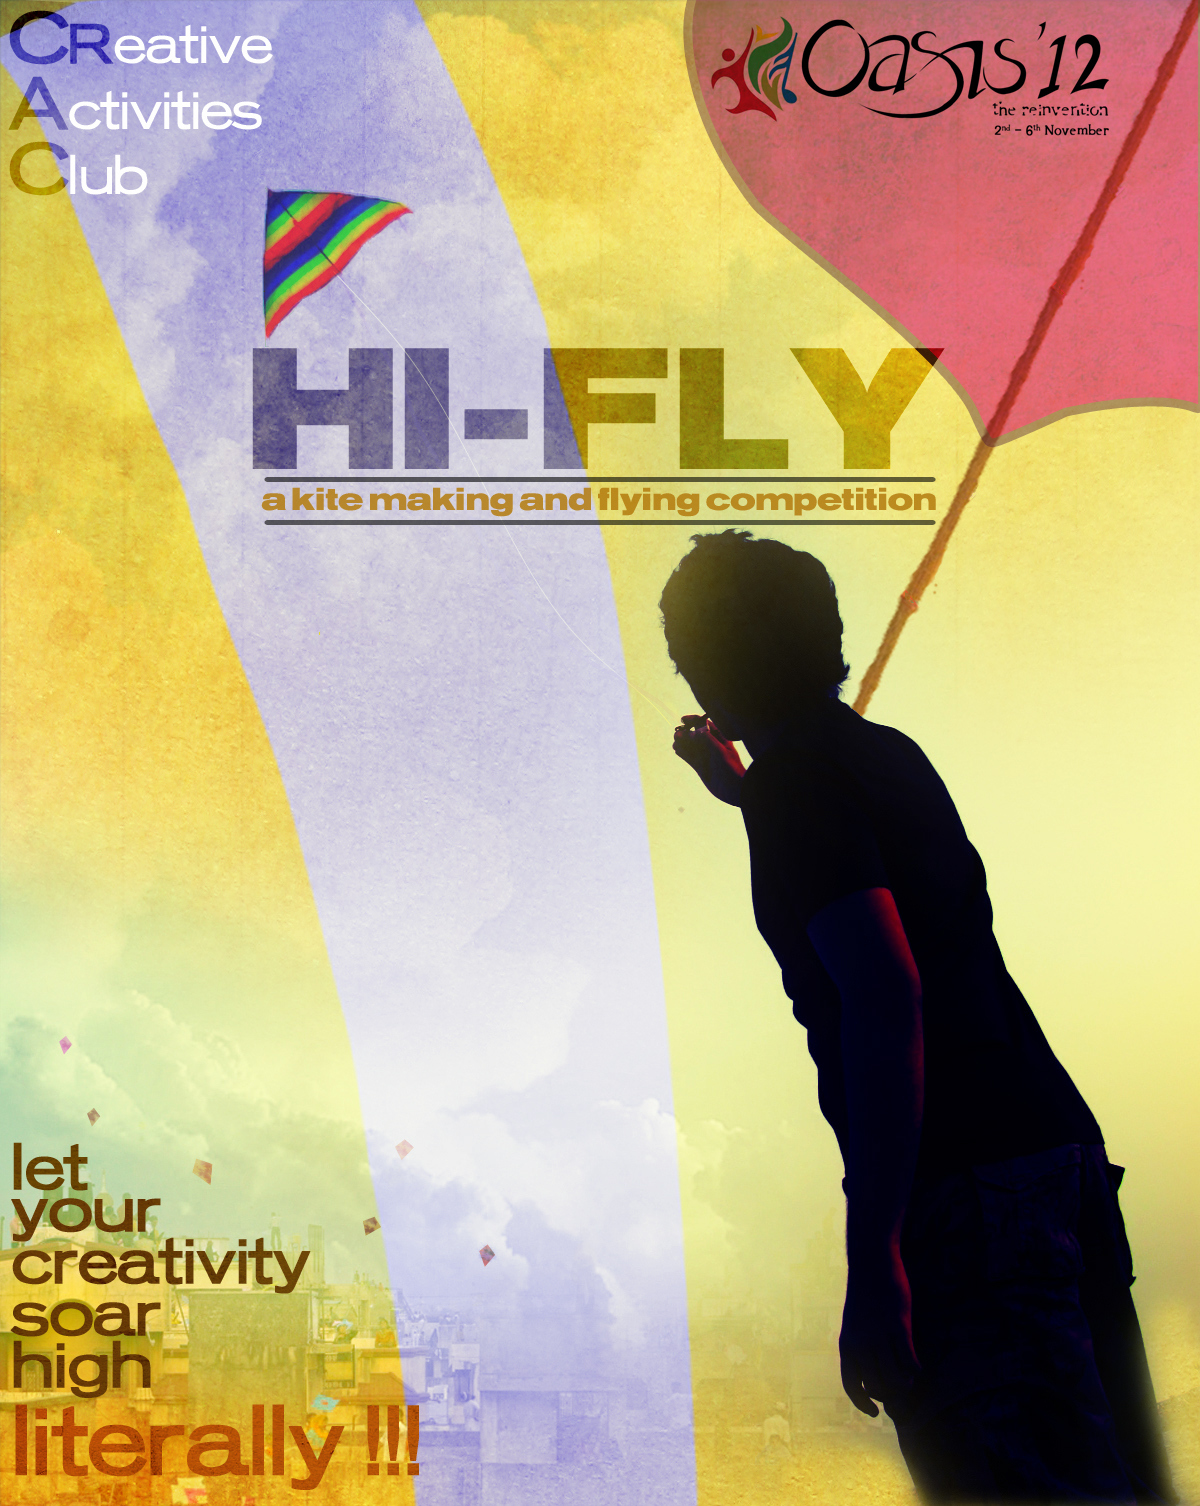 CReative
Activities
Club
Oasis '12
the reinvention
2nd - 6th November
HI-FLY
a kite making and flying competition
let
your
creativity
soar
high
literally !!!